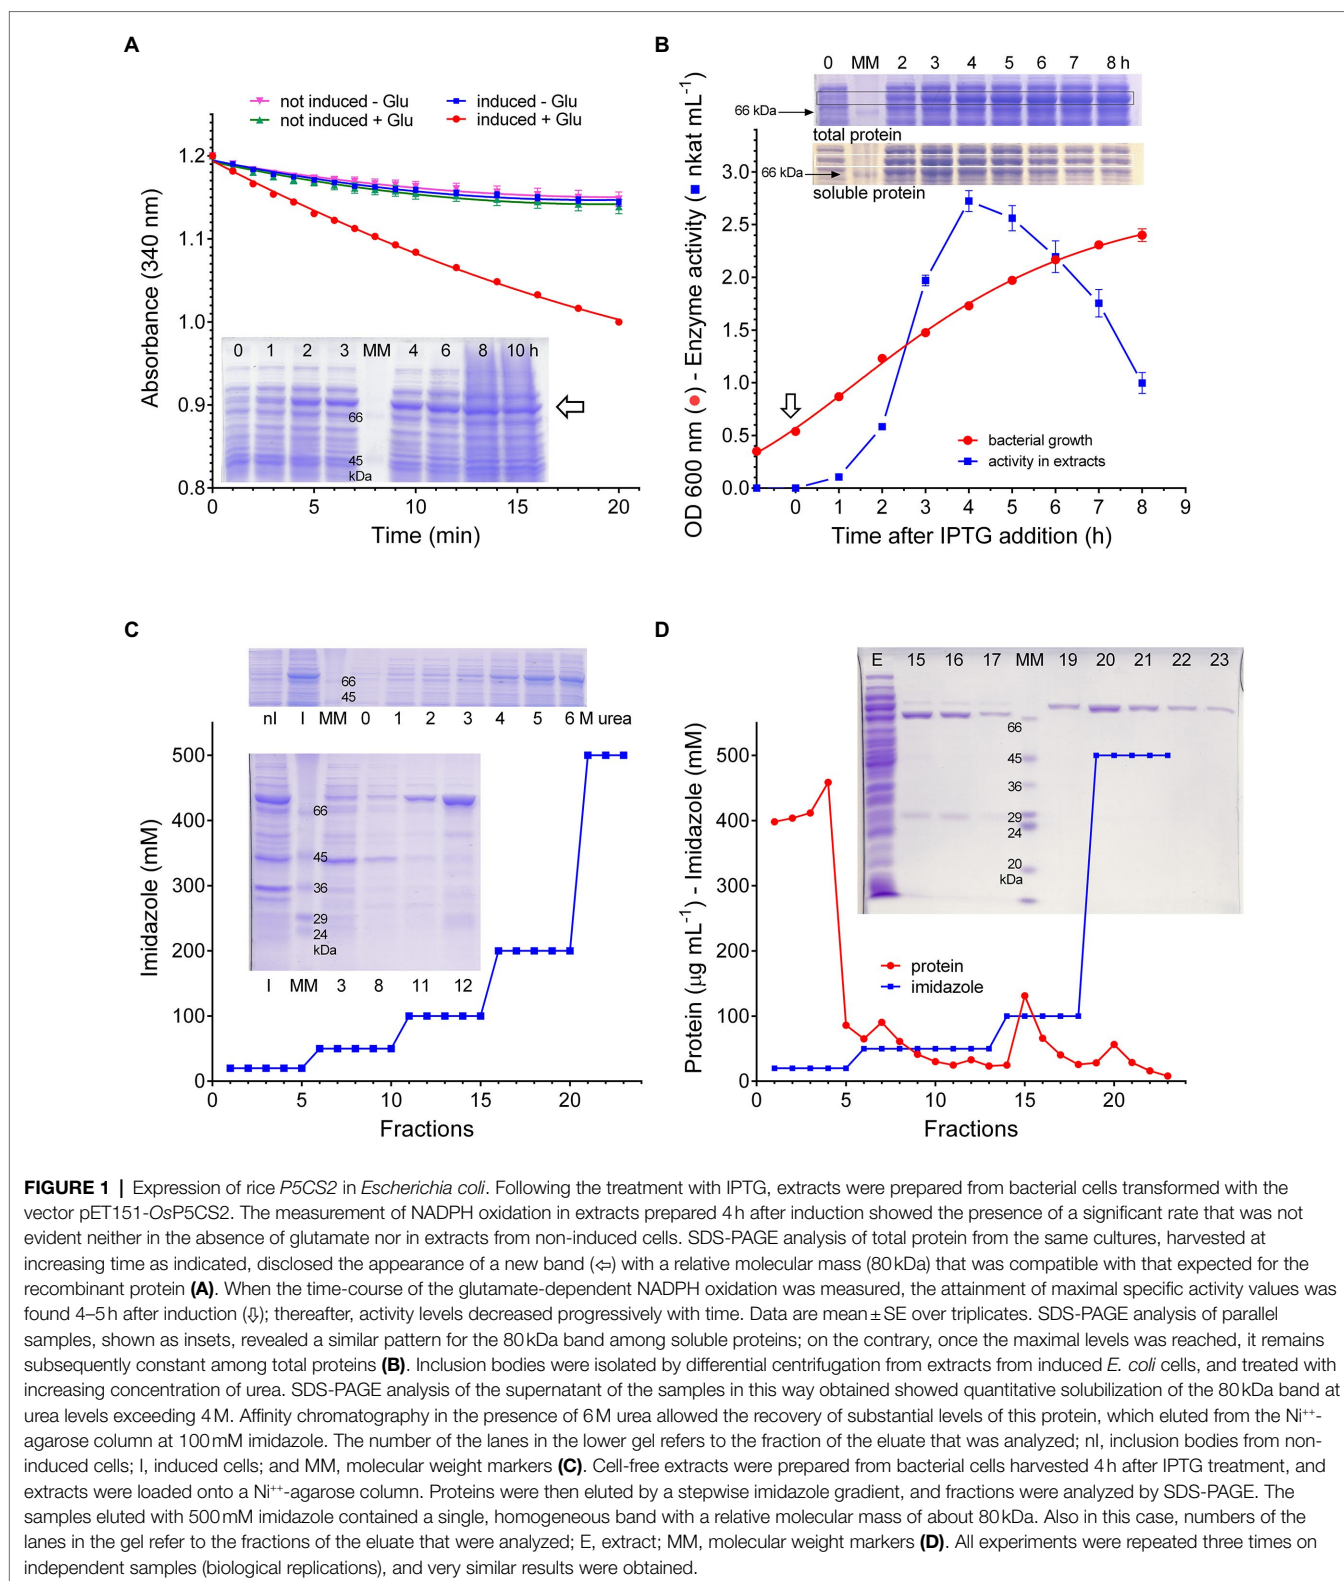 A
not induced - Glu
not induced + Glu
induced - Glu
induced + Glu
Absorbance (340 nm)
1.2
1.1
1.0
0.9
0.8
0 1 2 3 MM 4 6 8 10 h
66
45
kDa
0 5 10 15 20
Time (min)
B
0 MM 2 3 4 5 6 7 8 h
66 kDa
total protein
66 kDa
soluble protein
OD 600 nm (●) - Enzyme activity (■ nkat mL-1)
3.0
2.5
2.0
1.5
1.0
0.5
0.0
bacterial growth
activity in extracts
0 1 2 3 4 5 6 7 8 9
Time after IPTG addition (h)
C
66
45
nI I MM 0 1 2 3 4 5 6 M urea
Imidazole (mM)
500
400
300
200
100
0
66
45
36
29
24
kDa
I MM 3 8 11 12
0 5 10 15 20
Fractions
D
E 15 16 17 MM 19 20 21 22 23
66
45
36
29
24
20
kDa
Protein (µg mL-1) - Imidazole (mM)
500
400
300
200
100
0
protein
imidazole
0 5 10 15 20
Fractions
FIGURE 1 | Expression of rice P5CS2 in Escherichia coli. Following the treatment with IPTG, extracts were prepared from bacterial cells transformed with the
vector pET151-OsP5CS2. The measurement of NADPH oxidation in extracts prepared 4 h after induction showed the presence of a significant rate that was not
evident neither in the absence of glutamate nor in extracts from non-induced cells. SDS-PAGE analysis of total protein from the same cultures, harvested at
increasing time as indicated, disclosed the appearance of a new band (⇦) with a relative molecular mass (80 kDa) that was compatible with that expected for the
recombinant protein (A). When the time-course of the glutamate-dependent NADPH oxidation was measured, the attainment of maximal specific activity values was
found 4–5 h after induction (⇩); thereafter, activity levels decreased progressively with time. Data are mean ± SE over triplicates. SDS-PAGE analysis of parallel
samples, shown as insets, revealed a similar pattern for the 80 kDa band among soluble proteins; on the contrary, once the maximal levels was reached, it remains
subsequently constant among total proteins (B). Inclusion bodies were isolated by differential centrifugation from extracts from induced E. coli cells, and treated with
increasing concentration of urea. SDS-PAGE analysis of the supernatant of the samples in this way obtained showed quantitative solubilization of the 80 kDa band at
urea levels exceeding 4 M. Affinity chromatography in the presence of 6 M urea allowed the recovery of substantial levels of this protein, which eluted from the Ni++-
agarose column at 100 mM imidazole. The number of the lanes in the lower gel refers to the fraction of the eluate that was analyzed; nI, inclusion bodies from non-
induced cells; I, induced cells; and MM, molecular weight markers (C). Cell-free extracts were prepared from bacterial cells harvested 4 h after IPTG treatment, and
extracts were loaded onto a Ni++-agarose column. Proteins were then eluted by a stepwise imidazole gradient, and fractions were analyzed by SDS-PAGE. The
samples eluted with 500 mM imidazole contained a single, homogeneous band with a relative molecular mass of about 80 kDa. Also in this case, numbers of the
lanes in the gel refer to the fractions of the eluate that were analyzed; E, extract; MM, molecular weight markers (D). All experiments were repeated three times on
independent samples (biological replications), and very similar results were obtained.